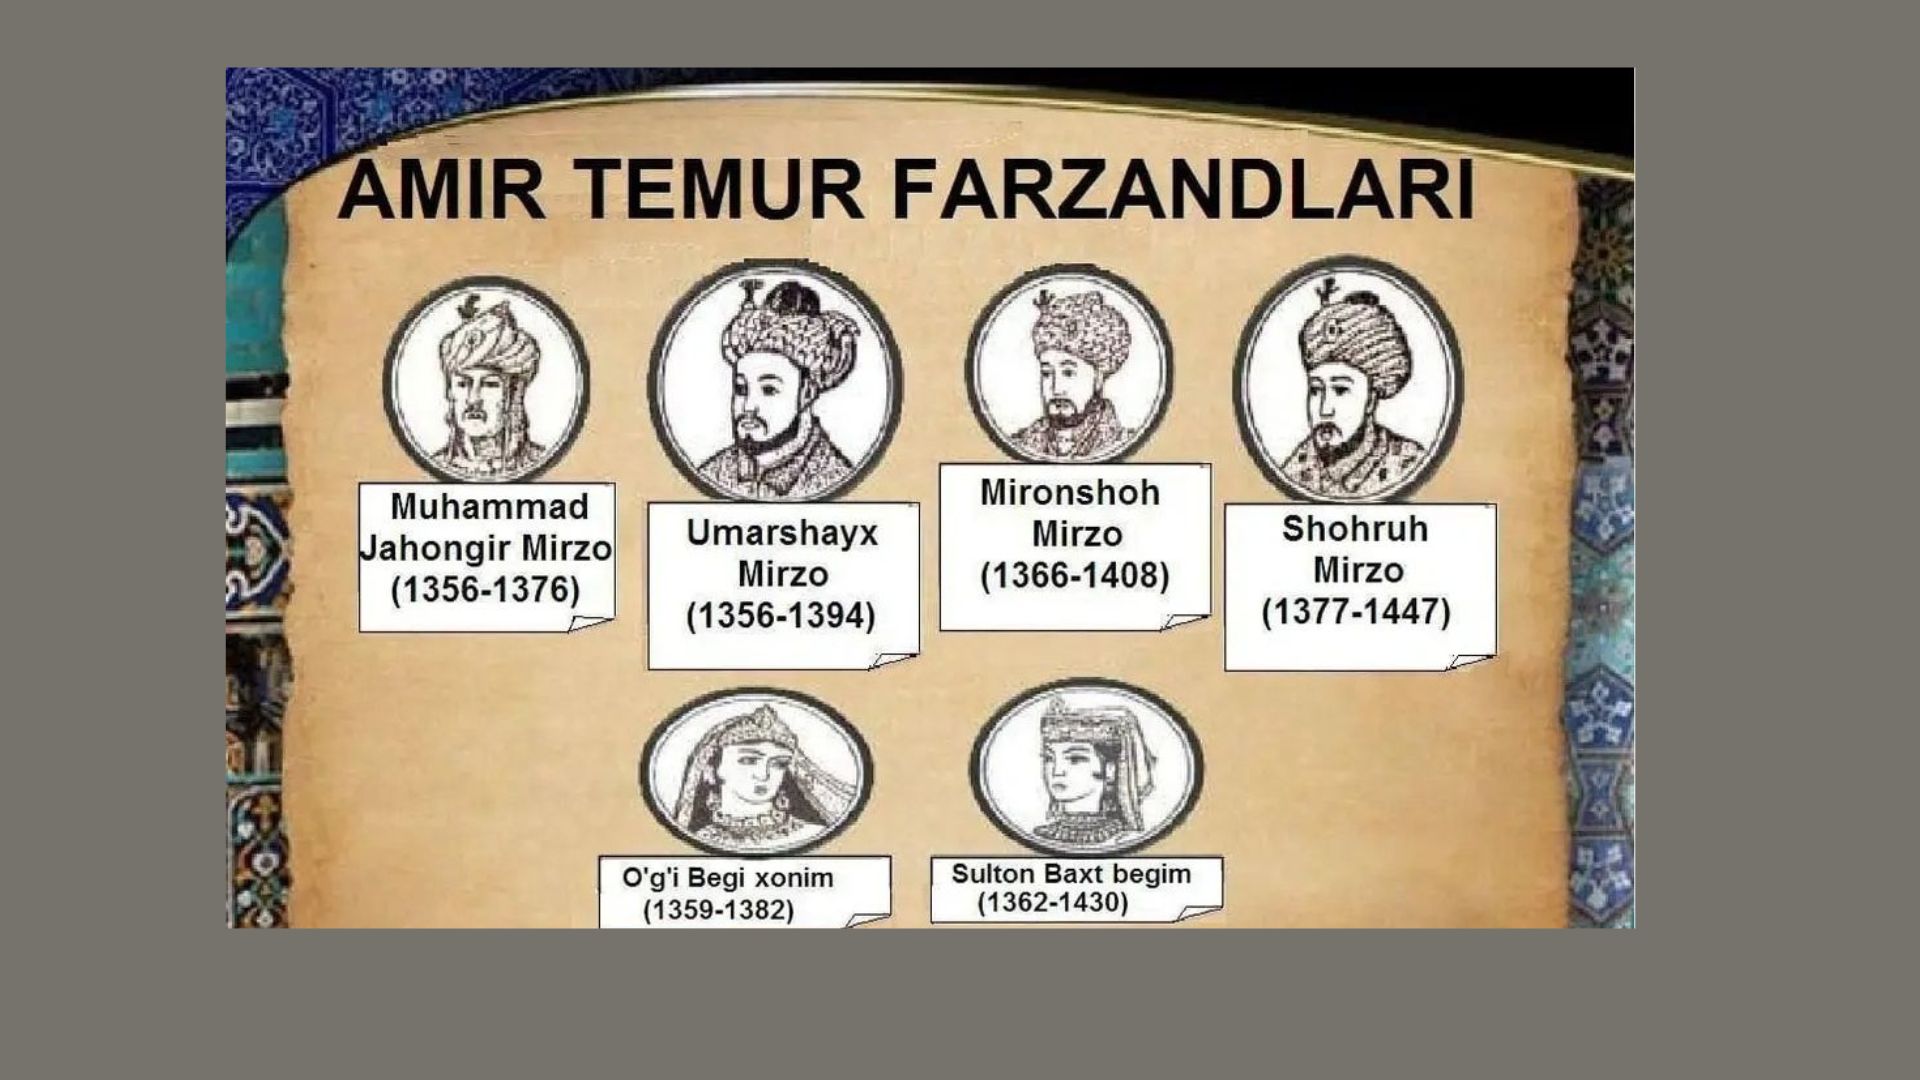 AMIR TEMUR FARZANDLARI
Muhammad
Jahongir Mirzo
(1356-1376)
Umarshayx
Mirzo
(1356-1394)
Mironshoh
Mirzo
(1366-1408)
Shohruh
Mirzo
(1377-1447)
O'g'i Begi xonim
(1359-1382)
Sulton Baxt begim
(1362-1430)